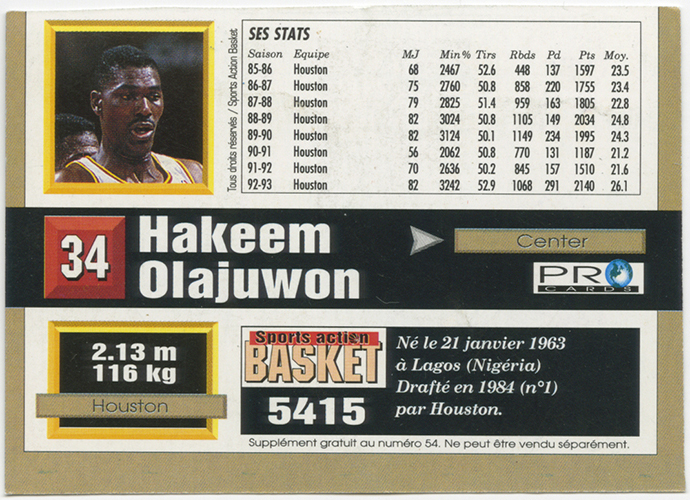 Tous droits réservés / Sports Action Basket
SES STATS
Saison Equipe MJ Min% Tirs Rbds Pd Pts Moy.
85-86 Houston 68 2467 52.6 448 137 1597 23.5
86-87 Houston 75 2760 50.8 858 220 1755 23.4
87-88 Houston 79 2825 51.4 959 163 1805 22.8
88-89 Houston 82 3024 50.8 1105 149 2034 24.8
89-90 Houston 82 3124 50.1 1149 234 1995 24.3
90-91 Houston 56 2062 50.8 770 131 1187 21.2
91-92 Houston 70 2636 50.2 845 157 1510 21.6
92-93 Houston 82 3242 52.9 1068 291 2140 26.1
34
Hakeem
Olajuwon
Center
PRO
CARDS
2.13 m
116 kg
Houston
Sports action
BASKET
5415
Né le 21 janvier 1963
à Lagos (Nigéria)
Drafté en 1984 (n°1)
par Houston.
Supplément gratuit au numéro 54. Ne peut être vendu séparément.